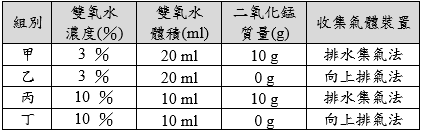 組別 雙氧水濃度(%) 雙氧水體積(ml) 二氧化錳質量(g) 收集氣體裝置
甲 3 % 20 ml 10 g 排水集氣法
乙 3 % 20 ml 0 g 向上排氣法
丙 10 % 10 ml 10 g 排水集氣法
丁 10 % 10 ml 0 g 向上排氣法